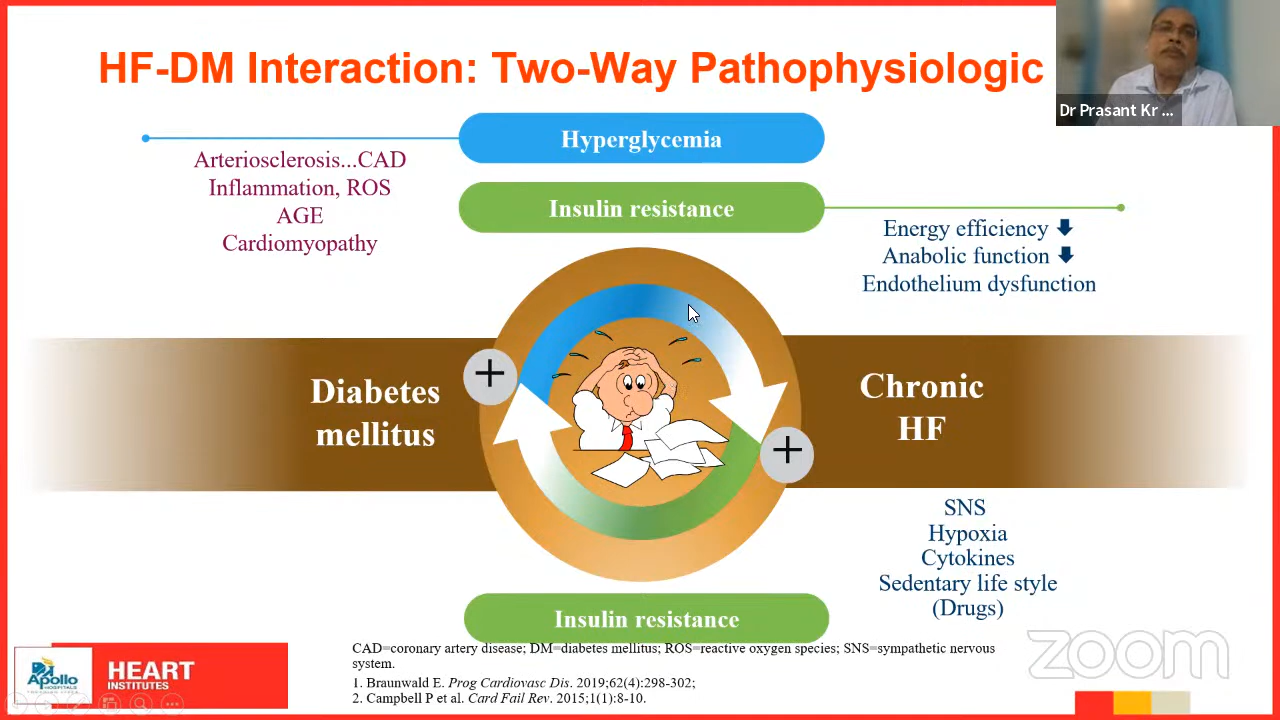 HF-DM Interaction: Two-Way Pathophysiologic
Dr Prasant Kr ...
Hyperglycemia
Arteriosclerosis...CAD
Inflammation, ROS
AGE
Cardiomyopathy
Insulin resistance
Energy efficiency
Anabolic function
Endothelium dysfunction
Diabetes
mellitus
+
Chronic
HF
+
SNS
Hypoxia
Cytokines
Sedentary life style
(Drugs)
Insulin resistance
CAD=coronary artery disease; DM=diabetes mellitus; ROS=reactive oxygen species; SNS=sympathetic nervous
system.
1. Braunwald E. Prog Cardiovasc Dis. 2019;62(4):298-302;
2. Campbell P et al. Card Fail Rev. 2015;1(1):8-10.
Apollo
HOSPITALS
HEART
INSTITUTES
zoom